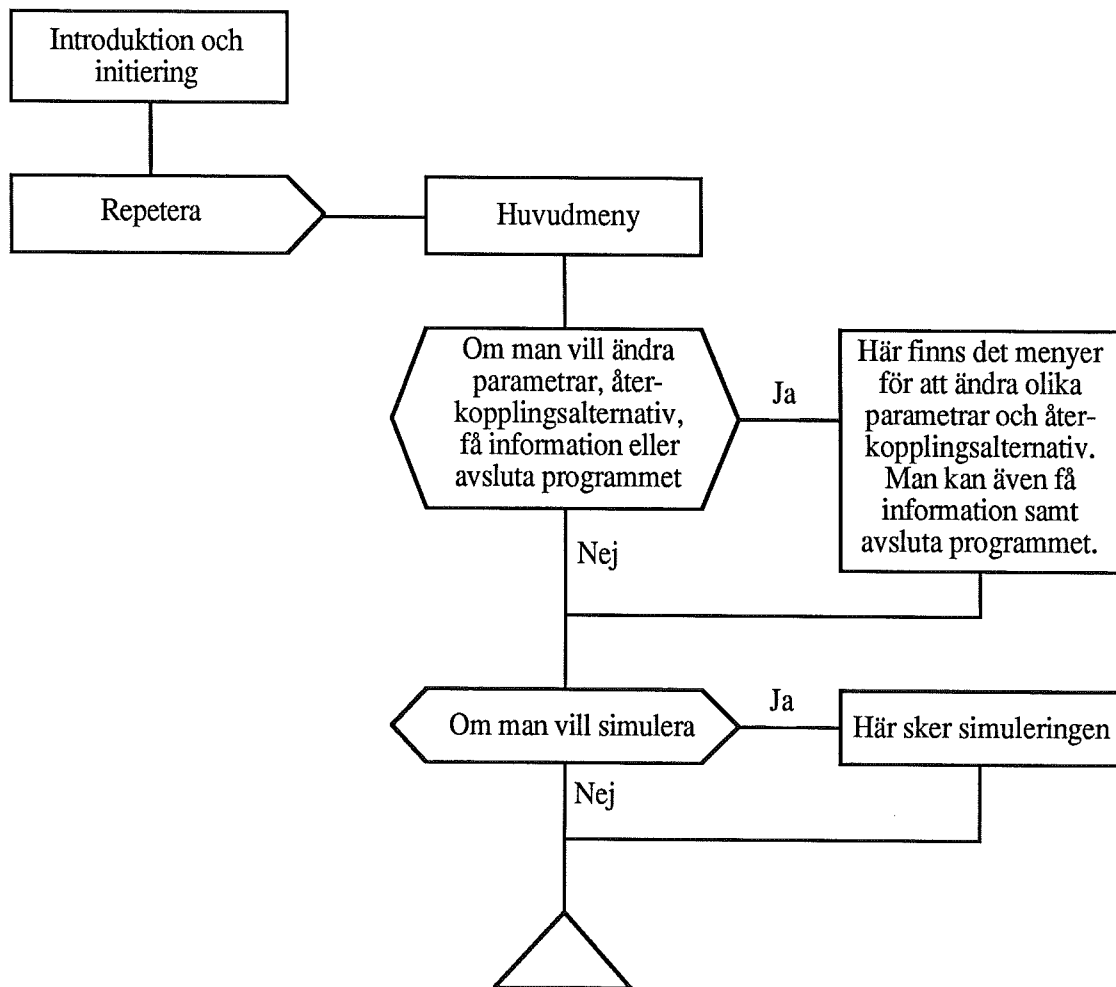 Introduktion och
initiering
Repetera
Huvudmeny
Om man vill ändra
parametrar, åter-
kopplingsalternativ,
få information eller
avsluta programmet
Ja
Här finns det menyer
för att ändra olika
parametrar och åter-
kopplingsalternativ.
Man kan även få
information samt
avsluta programmet.
Nej
Om man vill simulera
Ja
Här sker simuleringen
Nej